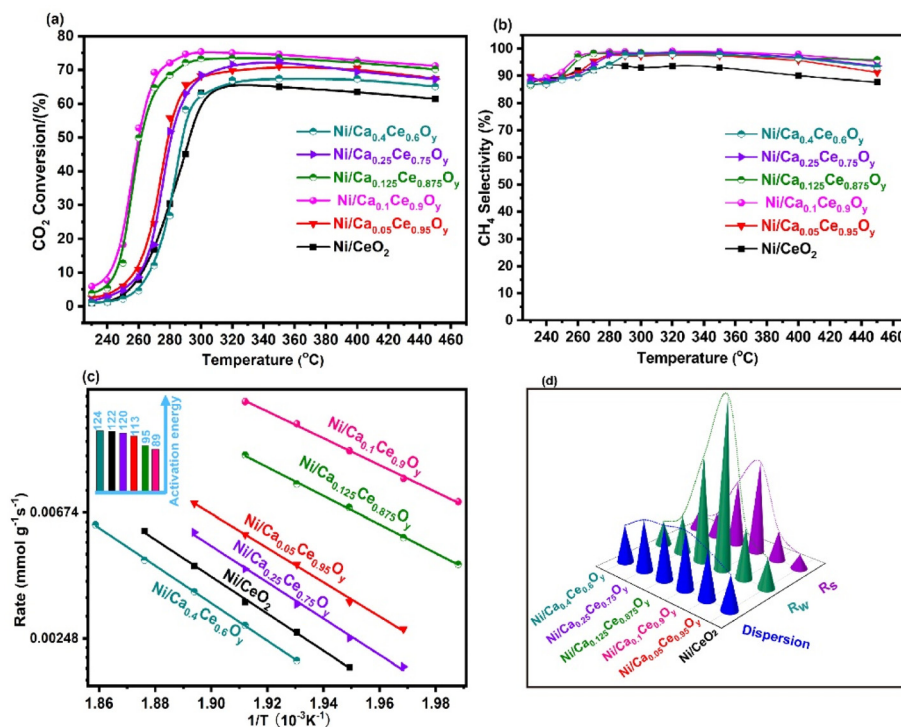 (a)
CO₂ Conversion/(%)
80
70
60
50
40
30
20
10
0
Ni/Ca₀.₄Ce₀.₆Oy
Ni/Ca₀.₂₅Ce₀.₇₅Oy
Ni/Ca₀.₁₂₅Ce₀.₈₇₅Oy
Ni/Ca₀.₁Ce₀.₉Oy
Ni/Ca₀.₀₅Ce₀.₉₅Oy
Ni/CeO₂
240 260 280 300 320 340 360 380 400 420 440 460
Temperature (°C)
(b)
CH₄ Selectivity (%)
110
100
90
80
70
60
50
40
30
20
10
0
Ni/Ca₀.₄Ce₀.₆Oy
Ni/Ca₀.₂₅Ce₀.₇₅Oy
Ni/Ca₀.₁₂₅Ce₀.₈₇₅Oy
Ni/Ca₀.₁Ce₀.₉Oy
Ni/Ca₀.₀₅Ce₀.₉₅Oy
Ni/CeO₂
240 260 280 300 320 340 360 380 400 420 440 460
Temperature (°C)
(c)
Rate (mmol g⁻¹s⁻¹)
0.00674
0.00248
124 122 120 113 95 89
Activation energy
Ni/Ca₀.₁Ce₀.₉Oy
Ni/Ca₀.₁₂₅Ce₀.₈₇₅Oy
Ni/Ca₀.₀₅Ce₀.₉₅Oy
Ni/Ca₀.₂₅Ce₀.₇₅Oy
Ni/CeO₂
Ni/Ca₀.₄Ce₀.₆Oy
1.86 1.88 1.90 1.92 1.94 1.96 1.98
1/T (10⁻³K⁻¹)
(d)
Ni/Ca₀.₄Ce₀.₆Oy
Ni/Ca₀.₂₅Ce₀.₇₅Oy
Ni/Ca₀.₁₂₅Ce₀.₈₇₅Oy
Ni/Ca₀.₁Ce₀.₉Oy
Ni/Ca₀.₀₅Ce₀.₉₅Oy
Ni/CeO₂
Dispersion
Rw
Rs